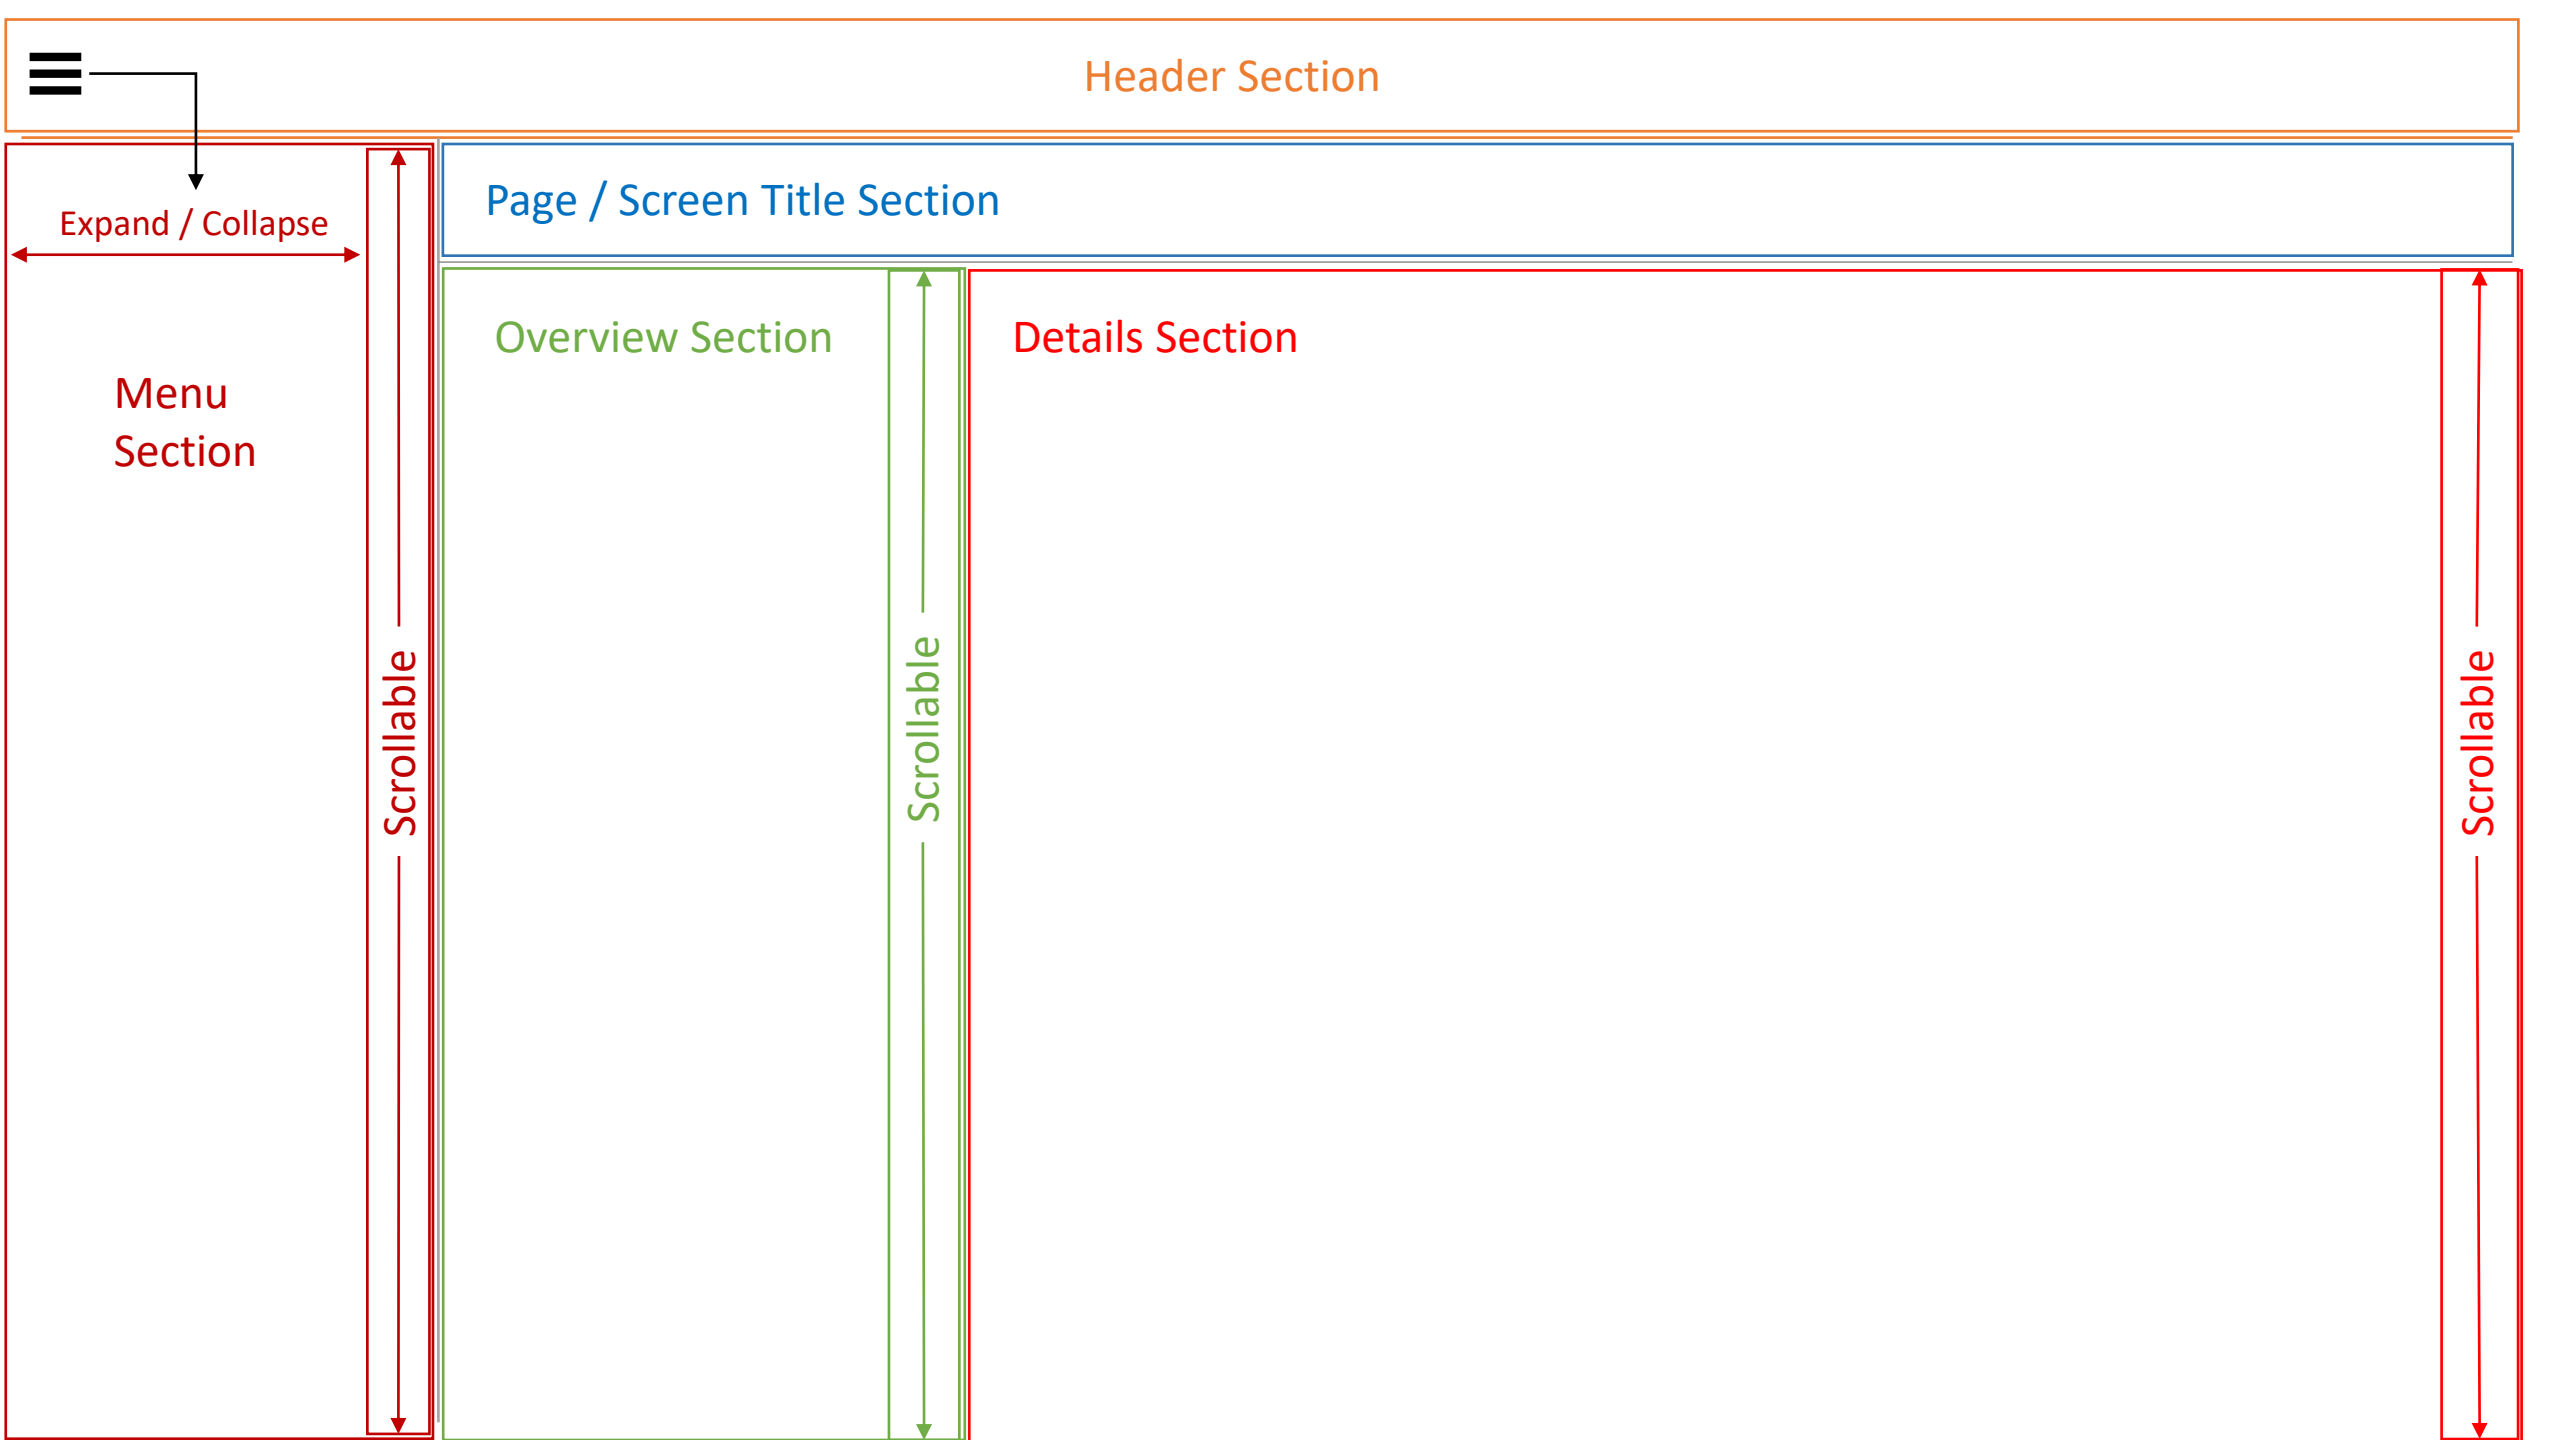 Header Section
Page / Screen Title Section
Expand / Collapse
Menu
Section
Scrollable
Overview Section
Scrollable
Details Section
Scrollable